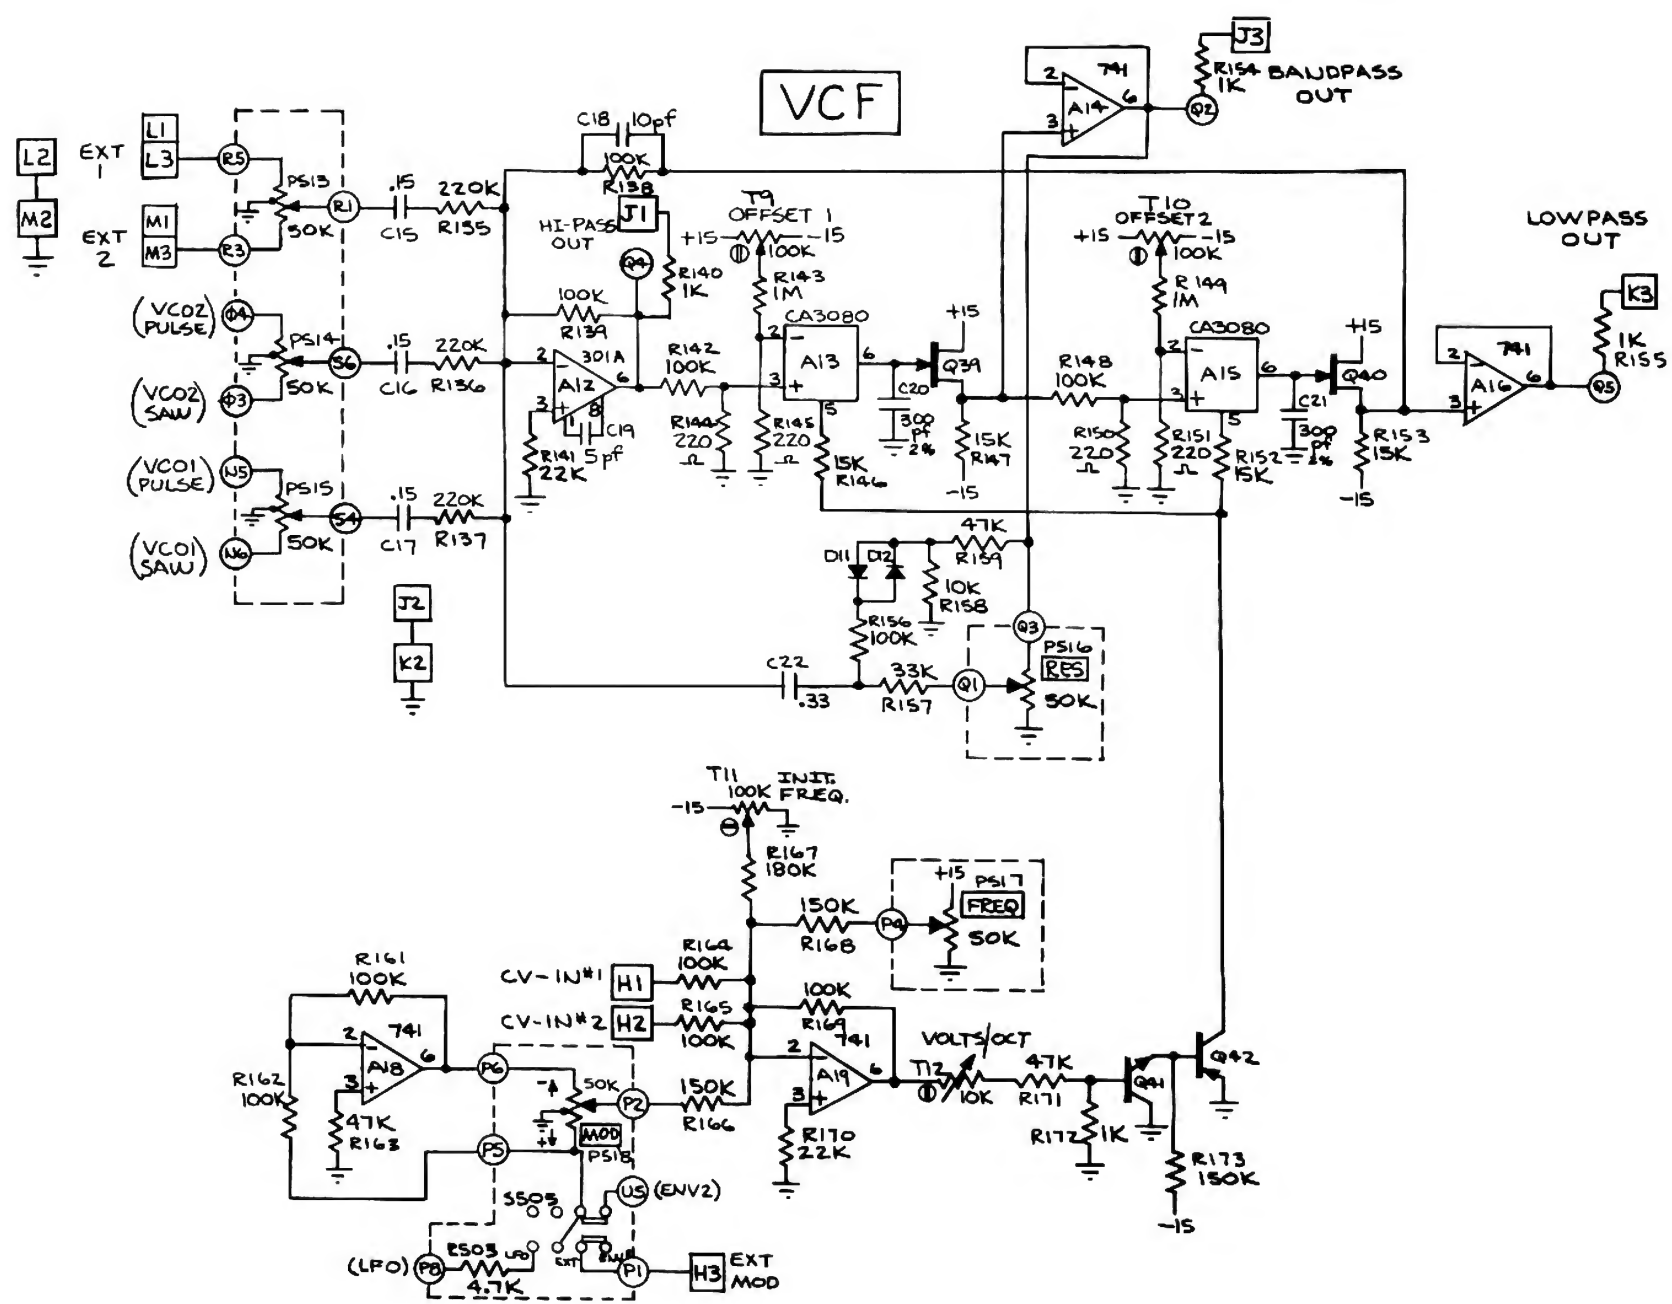 VCF
J3
R154
1K
BANDPASS
OUT
2
741
A14
6
3
Q2
L1
L2
EXT
1
L3
R5
PS13
50K
R1
.15
C15
220K
R135
M2
M1
EXT
2
M3
R3
C18
10pf
100K
R138
HI-PASS
OUT
J1
Q4
R140
1K
T9
OFFSET 1
+15
-15
100K
R143
1M
T10
OFFSET 2
+15
-15
100K
R149
1M
LOWPASS
OUT
K3
1K
R155
(VCO2
PULSE)
Φ4
PS14
50K
S6
.15
C16
220K
R136
(VCO2
SAW)
Φ3
100K
R139
2
301A
A12
6
3
8
1
C19
5pf
R141
22K
R142
100K
R144
220
Ω
CA3080
2
A13
6
3
5
R145
220
Ω
15K
R146
+15
Q39
C20
300
pf
2%
15K
R147
-15
R148
100K
R150
220
Ω
CA3080
2
A15
6
3
5
R151
220
Ω
R152
15K
+15
Q40
C21
300
pf
2%
R153
15K
-15
2
741
A16
6
3
Q5
(VCO1
PULSE)
N5
PS15
50K
S4
.15
C17
220K
R137
(VCO1
SAW)
N6
J2
K2
D11
D12
47K
R159
10K
R158
R156
100K
C22
.33
33K
R157
Q1
Q3
PS16
RES
50K
T11
100K
INIT.
FREQ.
-15
R167
180K
150K
R168
P4
+15
PS17
FREQ
50K
R161
100K
2
741
A18
6
3
R162
100K
47K
R163
CV-IN#1
H1
R164
100K
CV-IN#2
H2
R165
100K
100K
R169
2
741
A19
6
3
R170
22K
P6
50K
P2
150K
R166
MOD
PS18
P5
VOLTS/OCT
T12
10K
47K
R171
R172
1K
Q41
Q42
R173
150K
-15
S505
U5
(ENV2)
(LFO)
P8
R503
4.7K
LFO
EXT
P1
H3
EXT
MOD